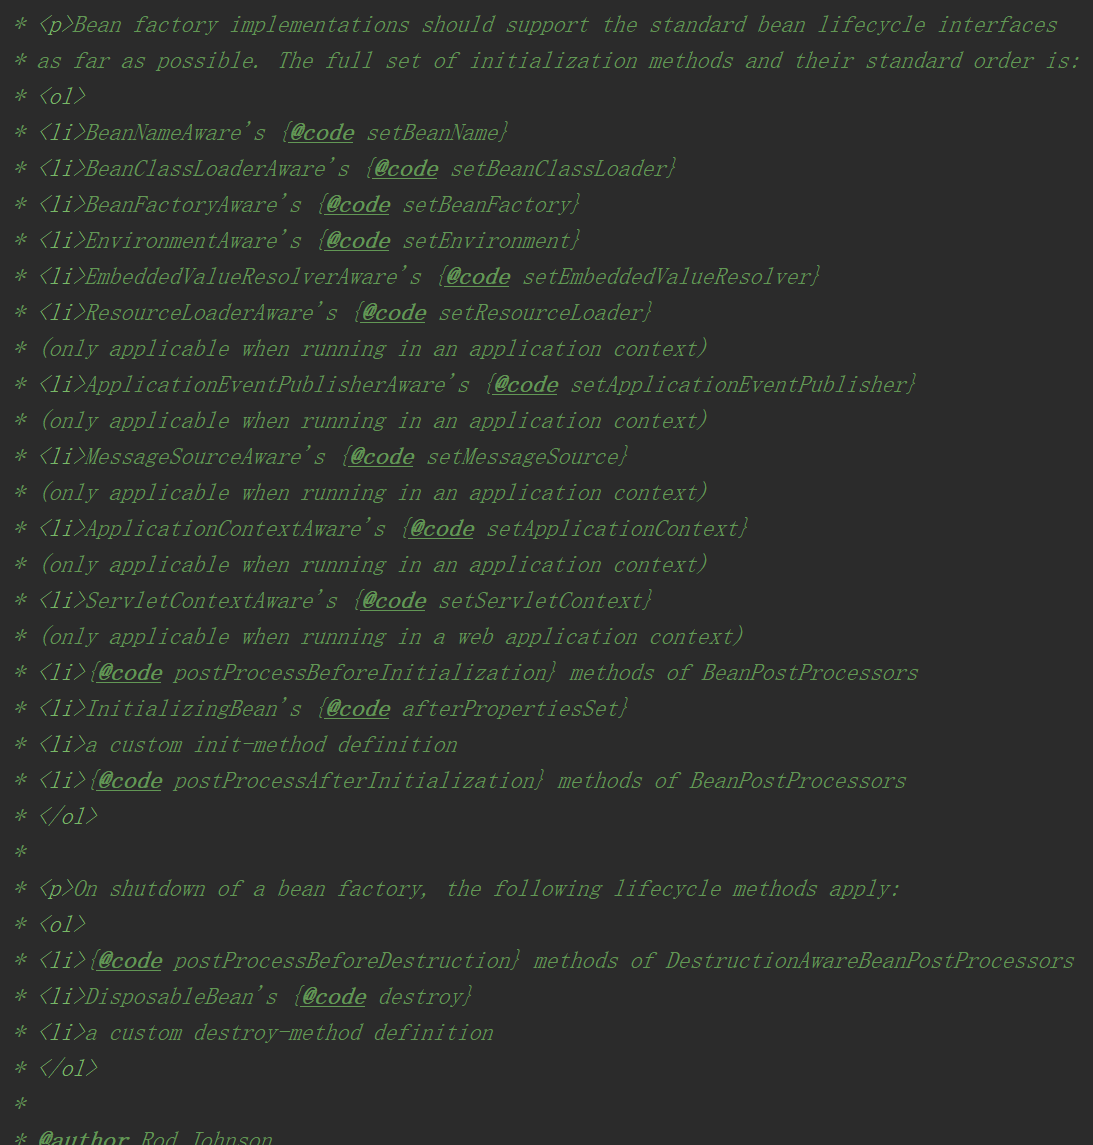 * <p>Bean factory implementations should support the standard bean lifecycle interfaces
* as far as possible. The full set of initialization methods and their standard order is:
* <ol>
* <li>BeanNameAware's {@code setBeanName}
* <li>BeanClassLoaderAware's {@code setBeanClassLoader}
* <li>BeanFactoryAware's {@code setBeanFactory}
* <li>EnvironmentAware's {@code setEnvironment}
* <li>EmbeddedValueResolverAware's {@code setEmbeddedValueResolver}
* <li>ResourceLoaderAware's {@code setResourceLoader}
* (only applicable when running in an application context)
* <li>ApplicationEventPublisherAware's {@code setApplicationEventPublisher}
* (only applicable when running in an application context)
* <li>MessageSourceAware's {@code setMessageSource}
* (only applicable when running in an application context)
* <li>ApplicationContextAware's {@code setApplicationContext}
* (only applicable when running in an application context)
* <li>ServletContextAware's {@code setServletContext}
* (only applicable when running in a web application context)
* <li>{@code postProcessBeforeInitialization} methods of BeanPostProcessors
* <li>InitializingBean's {@code afterPropertiesSet}
* <li>a custom init-method definition
* <li>{@code postProcessAfterInitialization} methods of BeanPostProcessors
* </ol>
*
* <p>On shutdown of a bean factory, the following lifecycle methods apply:
* <ol>
* <li>{@code postProcessBeforeDestruction} methods of DestructionAwareBeanPostProcessors
* <li>DisposableBean's {@code destroy}
* <li>a custom destroy-method definition
* </ol>
*
* @author Rod Johnson